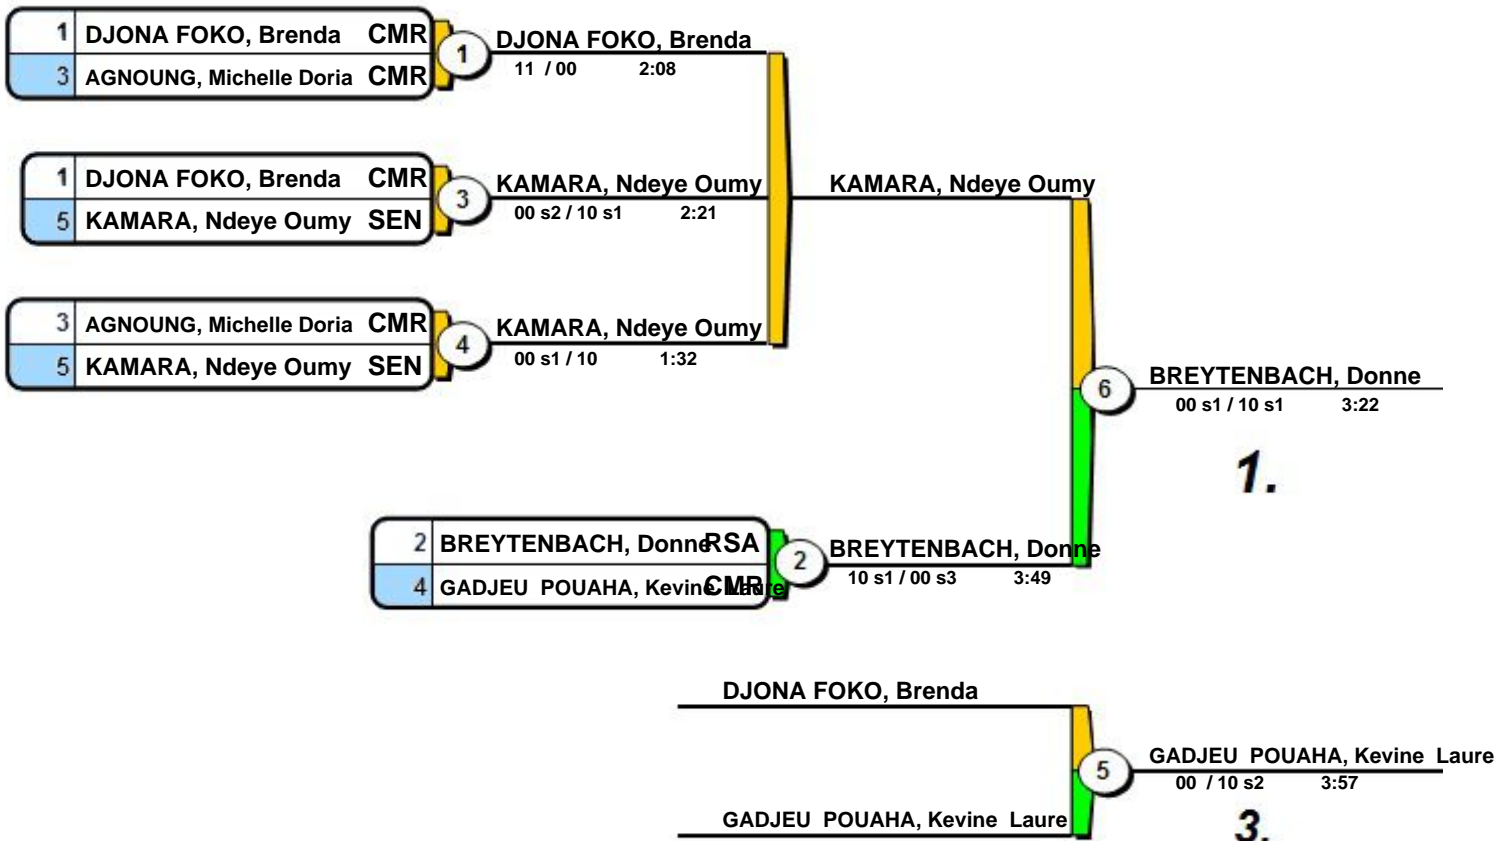 1 DJONA FOKO, Brenda CMR
3 AGNOUNG, Michelle Doria CMR
1 DJONA FOKO, Brenda
11 / 00 2:08
1 DJONA FOKO, Brenda CMR
5 KAMARA, Ndeye Oumy SEN
3 KAMARA, Ndeye Oumy
00 s2 / 10 s1 2:21
KAMARA, Ndeye Oumy
3 AGNOUNG, Michelle Doria CMR
5 KAMARA, Ndeye Oumy SEN
4 KAMARA, Ndeye Oumy
00 s1 / 10 1:32
6 BREYTENBACH, Donne
00 s1 / 10 s1 3:22
1.
2 BREYTENBACH, Donne RSA
4 GADJEU POUAHA, Kevine Laure CMR
2 BREYTENBACH, Donne
10 s1 / 00 s3 3:49
DJONA FOKO, Brenda
GADJEU POUAHA, Kevine Laure
5 GADJEU POUAHA, Kevine Laure
00 / 10 s2 3:57
3.